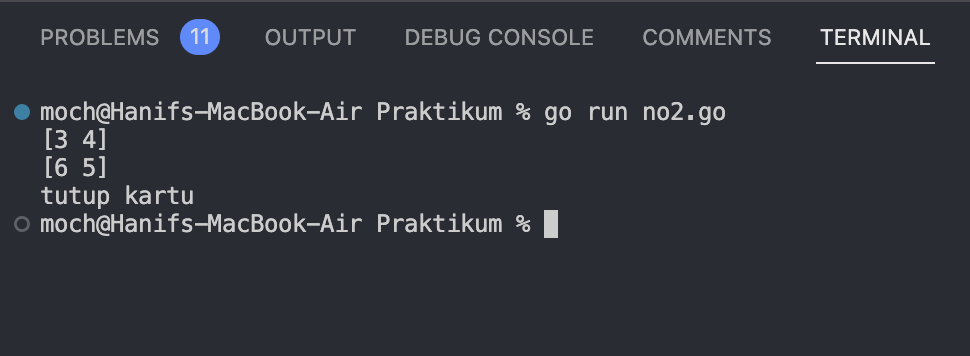 PROBLEMS 11 OUTPUT DEBUG CONSOLE COMMENTS TERMINAL
moch@Hanifs-MacBook-Air Praktikum % go run no2.go
[3 4]
[6 5]
tutup kartu
moch@Hanifs-MacBook-Air Praktikum %